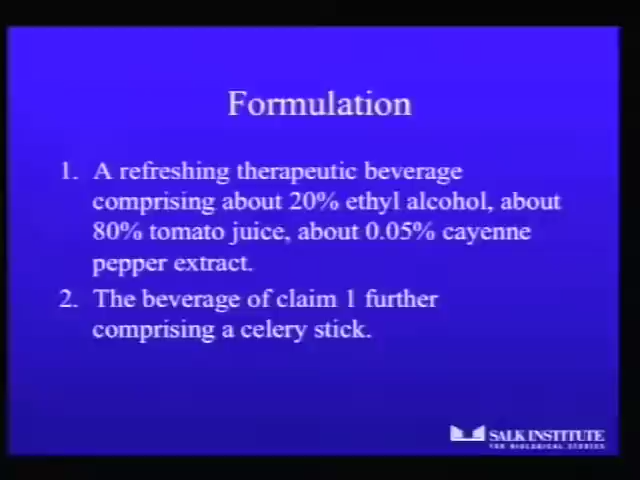 Formulation
1. A refreshing therapeutic beverage
comprising about 20% ethyl alcohol, about
80% tomato juice, about 0.05% cayenne
pepper extract.
2. The beverage of claim 1 further
comprising a celery stick.
SALK INSTITUTE
FOR BIOLOGICAL STUDIES